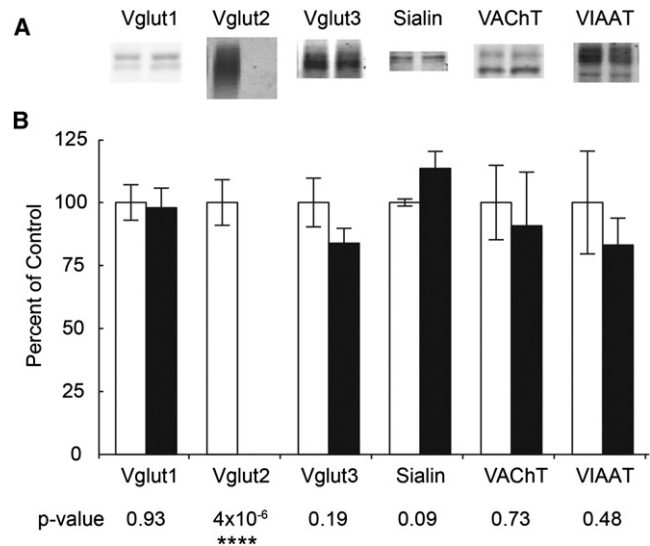 A
Vglut1 Vglut2 Vglut3 Sialin VAChT VIAAT
B
125
100
75
50
25
0
Percent of Control
Vglut1 Vglut2 Vglut3 Sialin VAChT VIAAT
p-value 0.93 4x10⁻⁶ 0.19 0.09 0.73 0.48
****